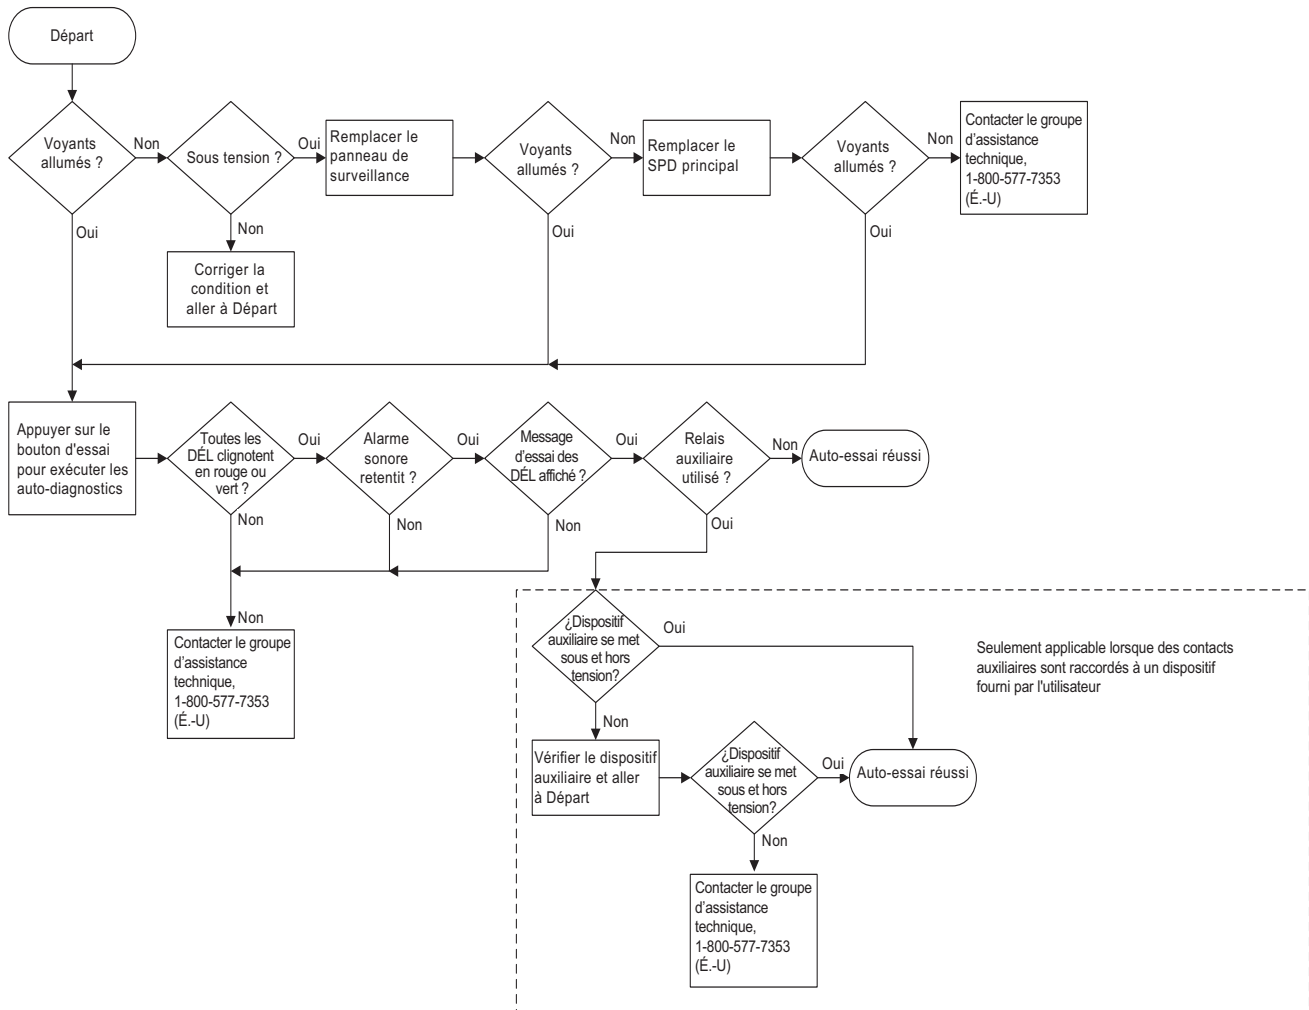 Départ
Voyants
allumés ?
Non
Sous tension ?
Oui
Remplacer le
panneau de
surveillance
Voyants
allumés ?
Non
Remplacer le
SPD principal
Voyants
allumés ?
Non
Contacter le groupe
d'assistance
technique,
1-800-577-7353
(É.-U)
Oui
Non
Oui
Oui
Corriger la
condition et
aller à Départ
Appuyer sur le
bouton d'essai
pour exécuter les
auto-diagnostics
Toutes les
DÉL clignotent
en rouge ou
vert ?
Oui
Alarme
sonore
retentit ?
Oui
Message
d'essai des
DÉL affiché ?
Oui
Relais
auxiliaire
utilisé ?
Non
Auto-essai réussi
Non
Non
Non
Oui
Non
Contacter le groupe
d'assistance
technique,
1-800-577-7353
(É.-U)
¿Dispositif
auxiliaire se met
sous et hors
tension?
Oui
Seulement applicable lorsque des contacts
auxiliaires sont raccordés à un dispositif
fourni par l'utilisateur
Non
Vérifier le dispositif
auxiliaire et aller
à Départ
¿Dispositif
auxiliaire se met
sous et hors
tension?
Oui
Auto-essai réussi
Non
Contacter le groupe
d'assistance
technique,
1-800-577-7353
(É.-U)